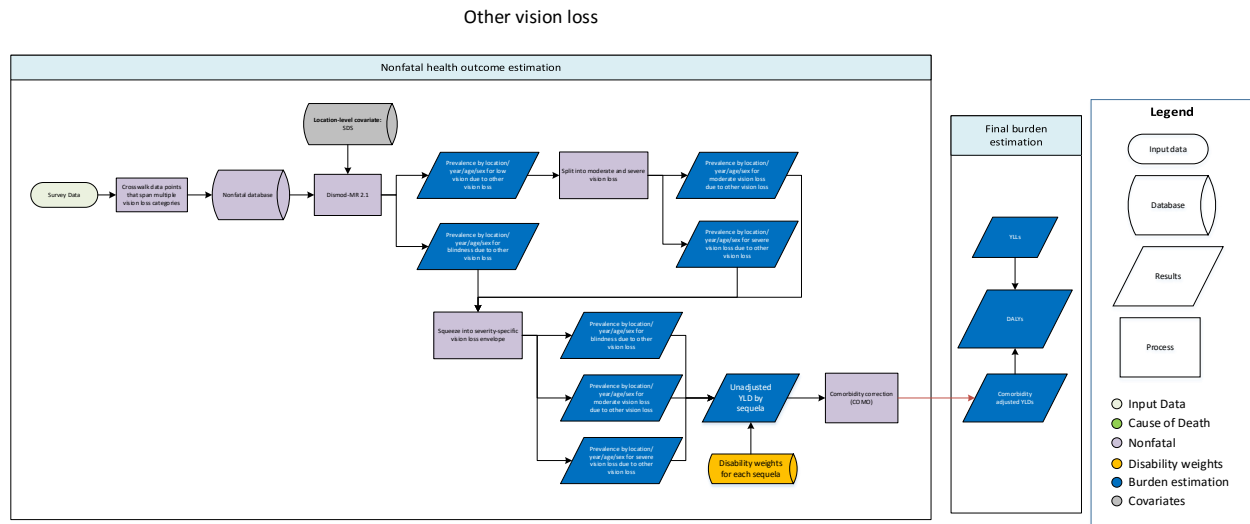 Other vision loss
Nonfatal health outcome estimation
Location-level covariate:
SDS
Survey Data
Crosswalk data points
that span multiple
vision loss categories
Nonfatal database
Dismod-MR 2.1
Prevalence by location/
year/age/sex for low
vision due to other
vision loss
Split into moderate and severe
vision loss
Prevalence by location/
year/age/sex for
moderate vision loss
due to other vision loss
Prevalence by location/
year/age/sex for
blindness due to other
vision loss
Prevalence by location/
year/age/sex for severe
vision loss due to other
vision loss
Squeeze into severity-specific
vision loss envelope
Prevalence by location/
year/age/sex for
blindness due to other
vision loss
Prevalence by location/
year/age/sex for
moderate vision loss
due to other vision loss
Prevalence by location/
year/age/sex for severe
vision loss due to other
vision loss
Unadjusted
YLD by
sequela
Disability weights
for each sequela
Comorbidity correction
(COMO)
Final burden
estimation
YLLs
DALYs
Comorbidity
adjusted YLDs
Legend
Input data
Database
Results
Process
Input Data
Cause of Death
Nonfatal
Disability weights
Burden estimation
Covariates